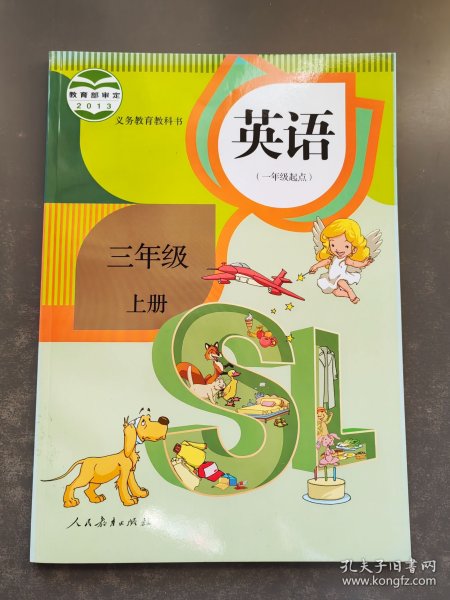 教育部审定
2013
义务教育教科书
英语
(一年级起点)
三年级
上册
SL
人民教育出版社
孔夫子旧书网
www.kongfz.com